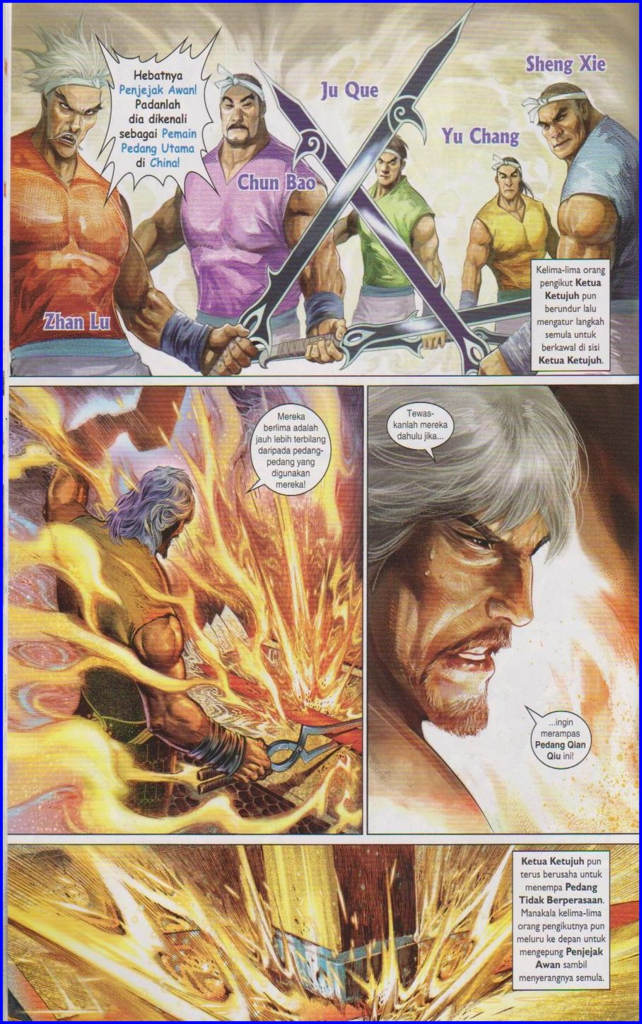 Hebatnya
Penjejak Awan!
Padanlah
dia dikenali
sebagai Pemain
Pedang Utama
di China!
Ju Que
Sheng Xie
Yu Chang
Chun Bao
Zhan Lu
Kelima-lima orang
pengikut Ketua
Ketujuh pun
berundur lalu
mengatur langkah
semula untuk
berkawal di sisi
Ketua Ketujuh.
Mereka
berlima adalah
jauh lebih terbilang
daripada pedang-
pedang yang
digunakan
mereka!
Tewas-
kanlah mereka
dahulu jika...
...ingin
merampas
Pedang Qian
Qiu ini!
Ketua Ketujuh pun
terus berusaha untuk
menempa Pedang
Tidak Berperasaan.
Manakala kelima-lima
orang pengikutnya pun
meluru ke depan untuk
mengepung Penjejak
Awan sambil
menyerangnya semula.